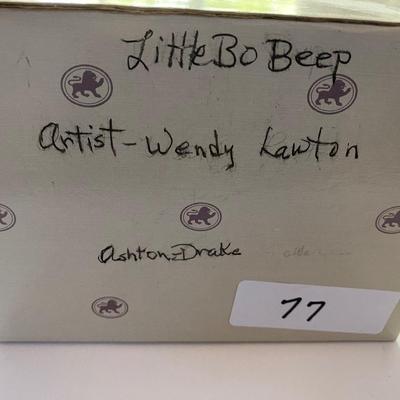 Little Bo Beep
Artist-Wendy Lawton
Ashton-Drake
77